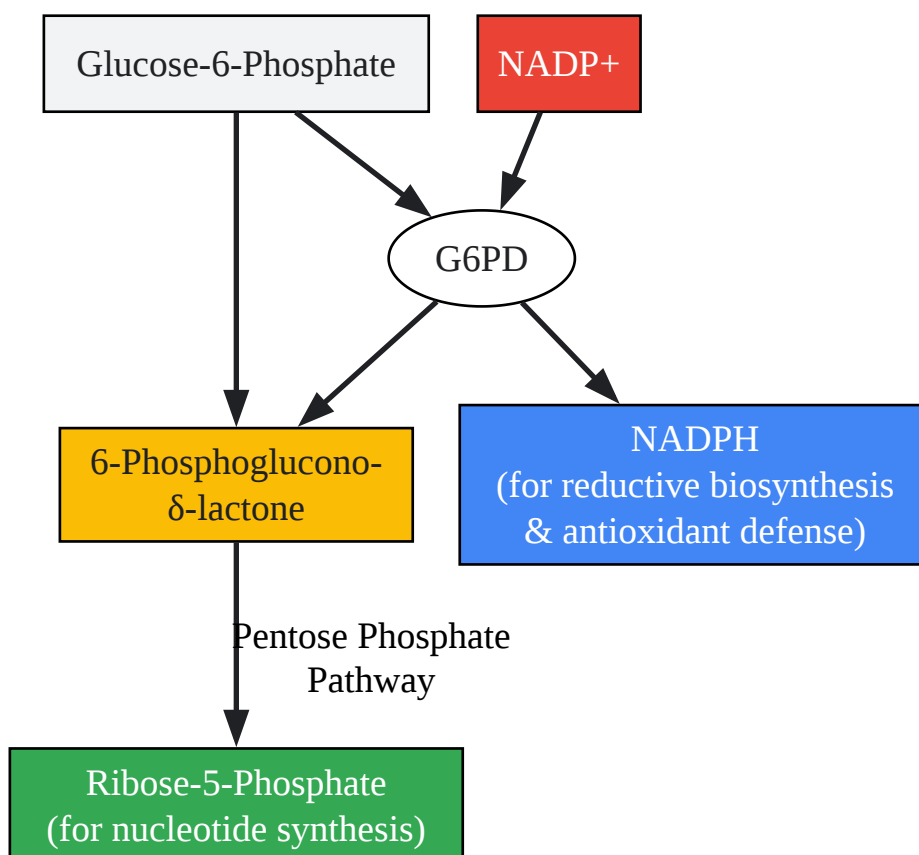 Glucose-6-Phosphate
NADP+
G6PD
6-Phosphoglucono-
δ-lactone
NADPH
(for reductive biosynthesis
& antioxidant defense)
Pentose Phosphate
Pathway
Ribose-5-Phosphate
(for nucleotide synthesis)